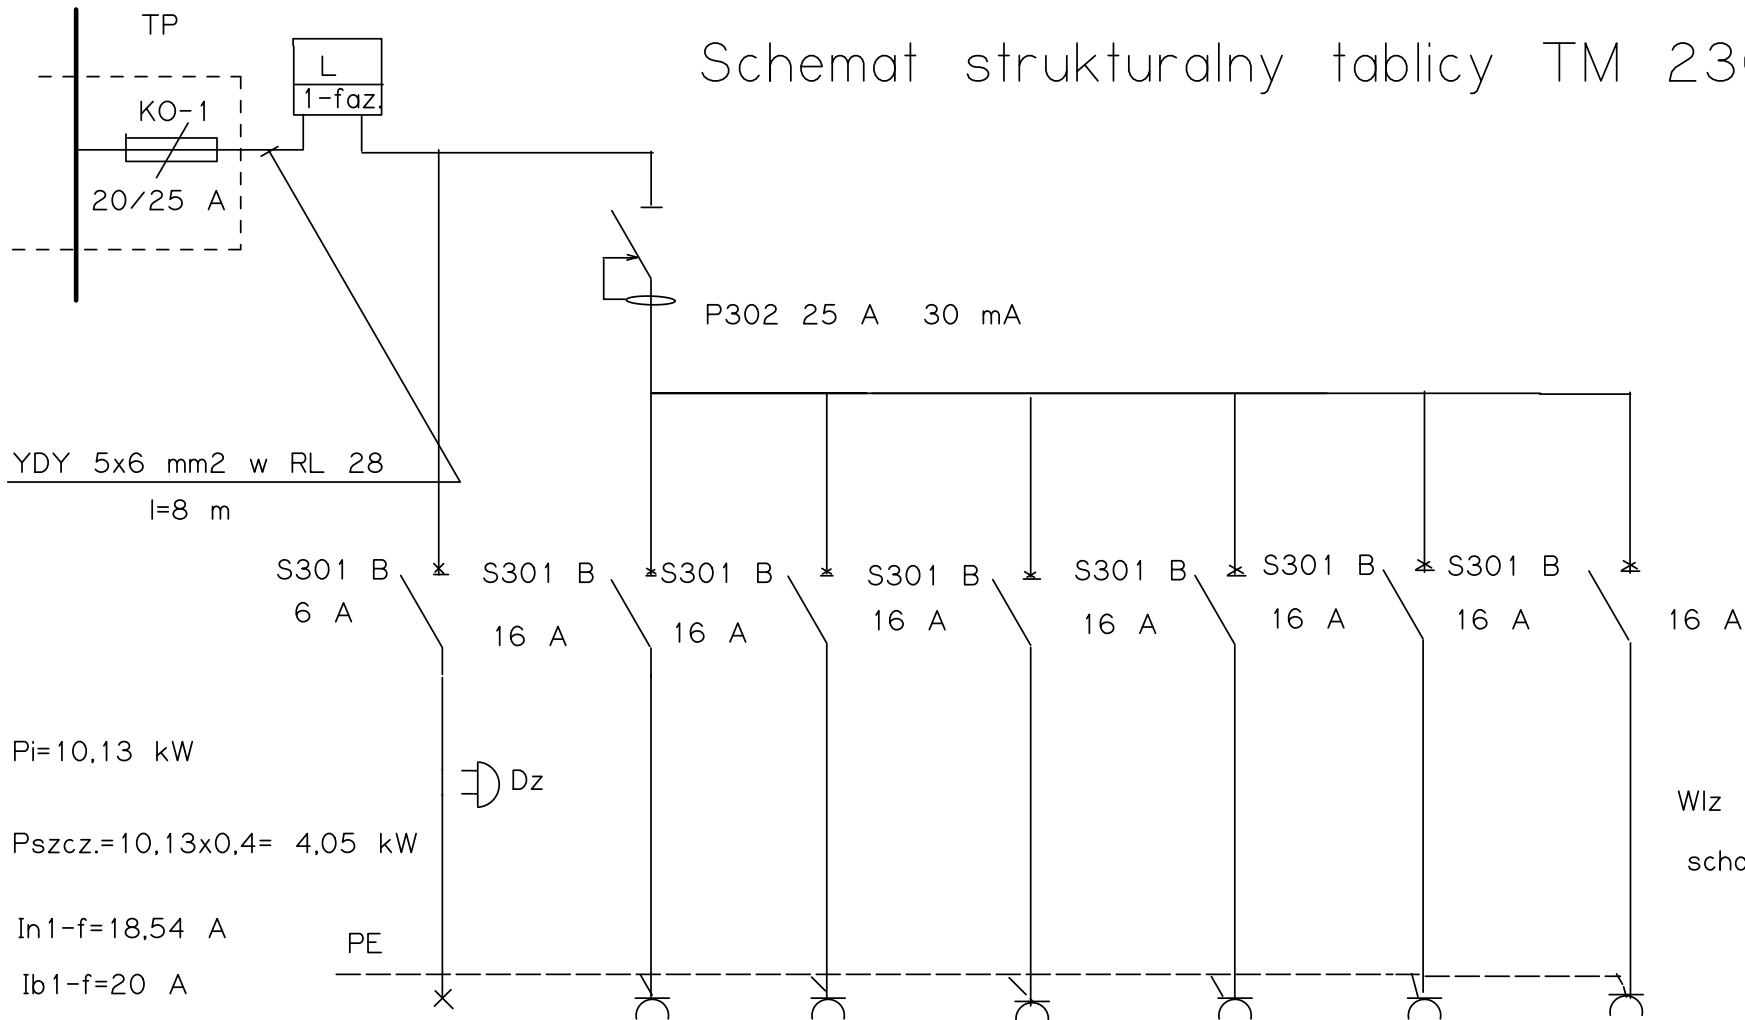 TP
L
1-faz.
KO-1
20/25 A
Schemat strukturalny tablicy TM
P302 25 A 30 mA
YDY 5x6 mm2 w RL 28
l=8 m
S301 B
6 A
S301 B
16 A
S301 B
16 A
S301 B
16 A
S301 B
16 A
S301 B
16 A
S301 B
16 A
16 A
Pi=10,13 kW
Dz
Pszcz.=10,13x0,4= 4,05 kW
Wlz
In1-f=18,54 A
PE
Ib1-f=20 A